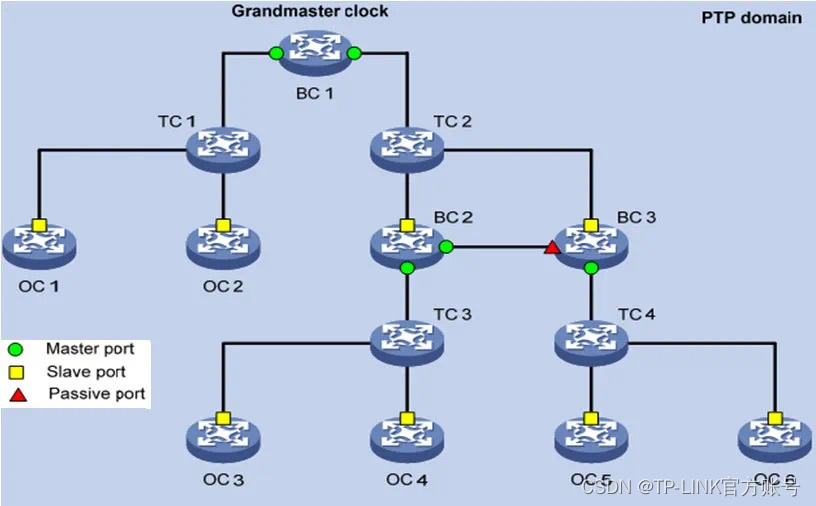 Grandmaster clock
PTP domain
BC 1
TC 1
TC 2
BC 2
BC 3
OC 1
OC 2
TC 3
TC 4
Master port
Slave port
Passive port
OC 3
OC 4
OC 5
OC 6
CSDN @TP-LINK官方账号